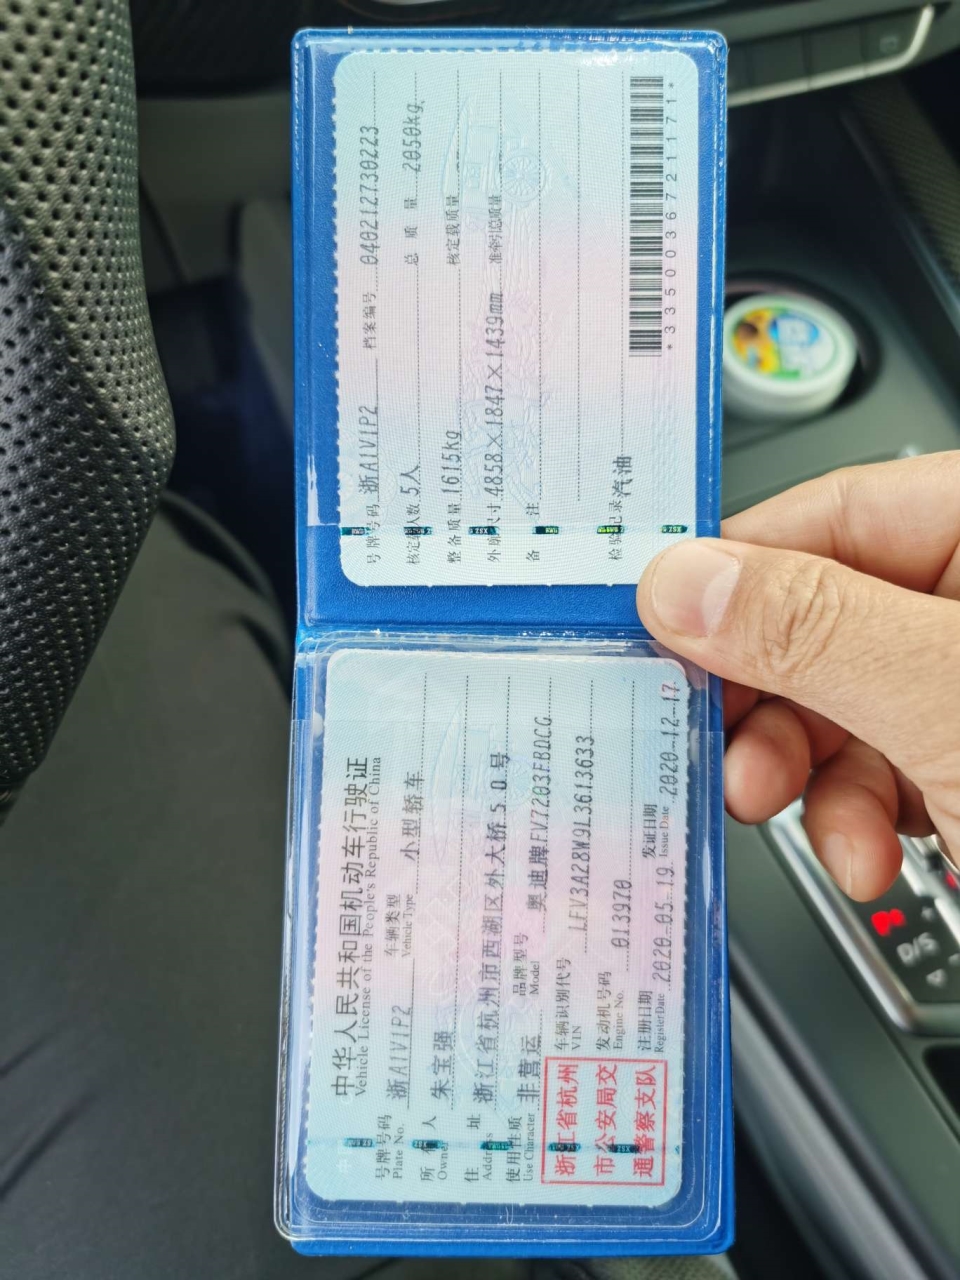 中华人民共和国机动车行驶证
Vehicle License of the People's Republic of China
号牌号码 Plate No. 浙A1V1P2 车辆类型 Vehicle Type 小型轿车
所有人 Owner 朱宝强
住址 Address 浙江省杭州市西湖区外大桥50号
使用性质 Use Character 非营运 品牌型号 Model 奥迪牌FV7203FBDCG
浙江省杭州
市公安局交
通警察支队
车辆识别代号 VIN LFV3A28W9L3613633
发动机号码 Engine No. 013970
注册日期 Register Date 2020-05-19 发证日期 Issue Date 2020-12-17
号牌号码 浙A1V1P2 档案编号 040212730223
核定载人数 5人 总质量 2050kg
整备质量 1615kg 核定载质量
外廓尺寸 4858×1847×1439mm 准牵引总质量
备注
检验记录 汽油
*3350036721171*
D/S